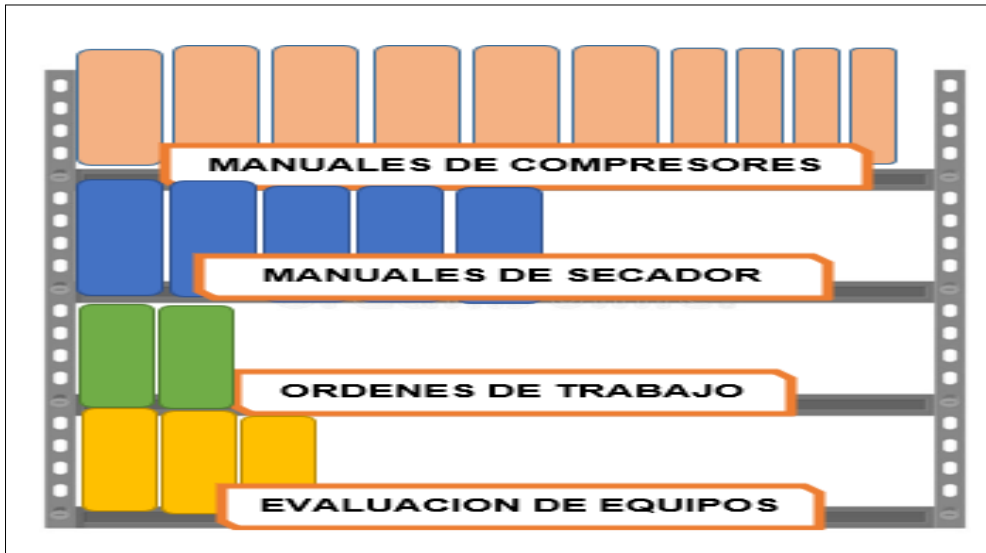 MANUALES DE COMPRESORES
MANUALES DE SECADOR
ORDENES DE TRABAJO
EVALUACION DE EQUIPOS